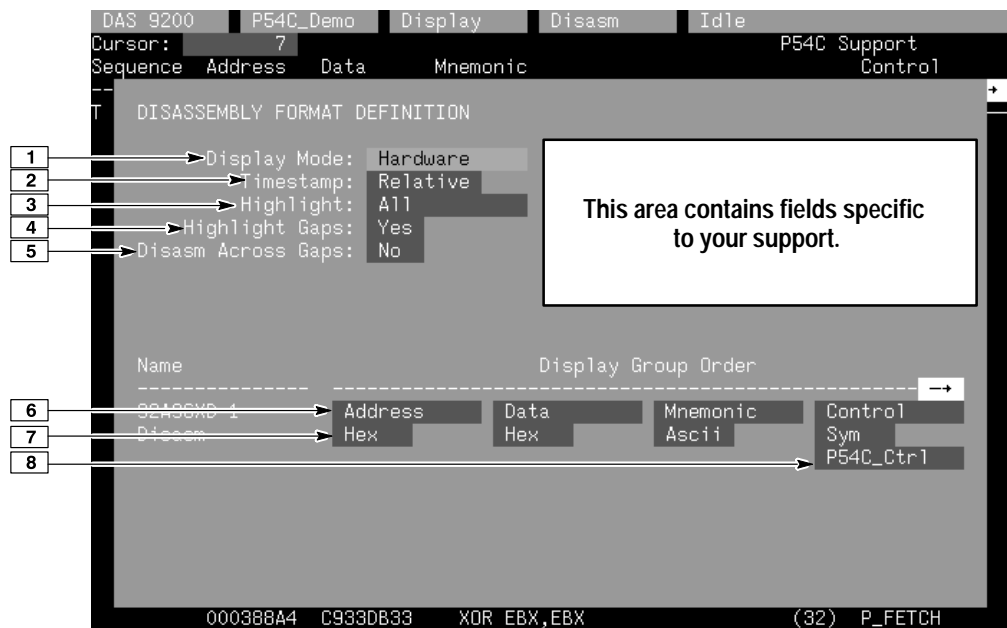 DAS 9200 P54C_Demo Display Disasm Idle
Cursor: 7 P54C Support
Sequence Address Data Mnemonic Control
T DISASSEMBLY FORMAT DEFINITION
1 Display Mode: Hardware
2 Timestamp: Relative
3 Highlight: All
4 Highlight Gaps: Yes
5 Disasm Across Gaps: No
This area contains fields specific
to your support.
Name Display Group Order
6 Address Data Mnemonic Control
7 Disasm Hex Hex Ascii Sym
8 P54C_Ctrl
000388A4 C933DB33 XOR EBX,EBX (32) P_FETCH